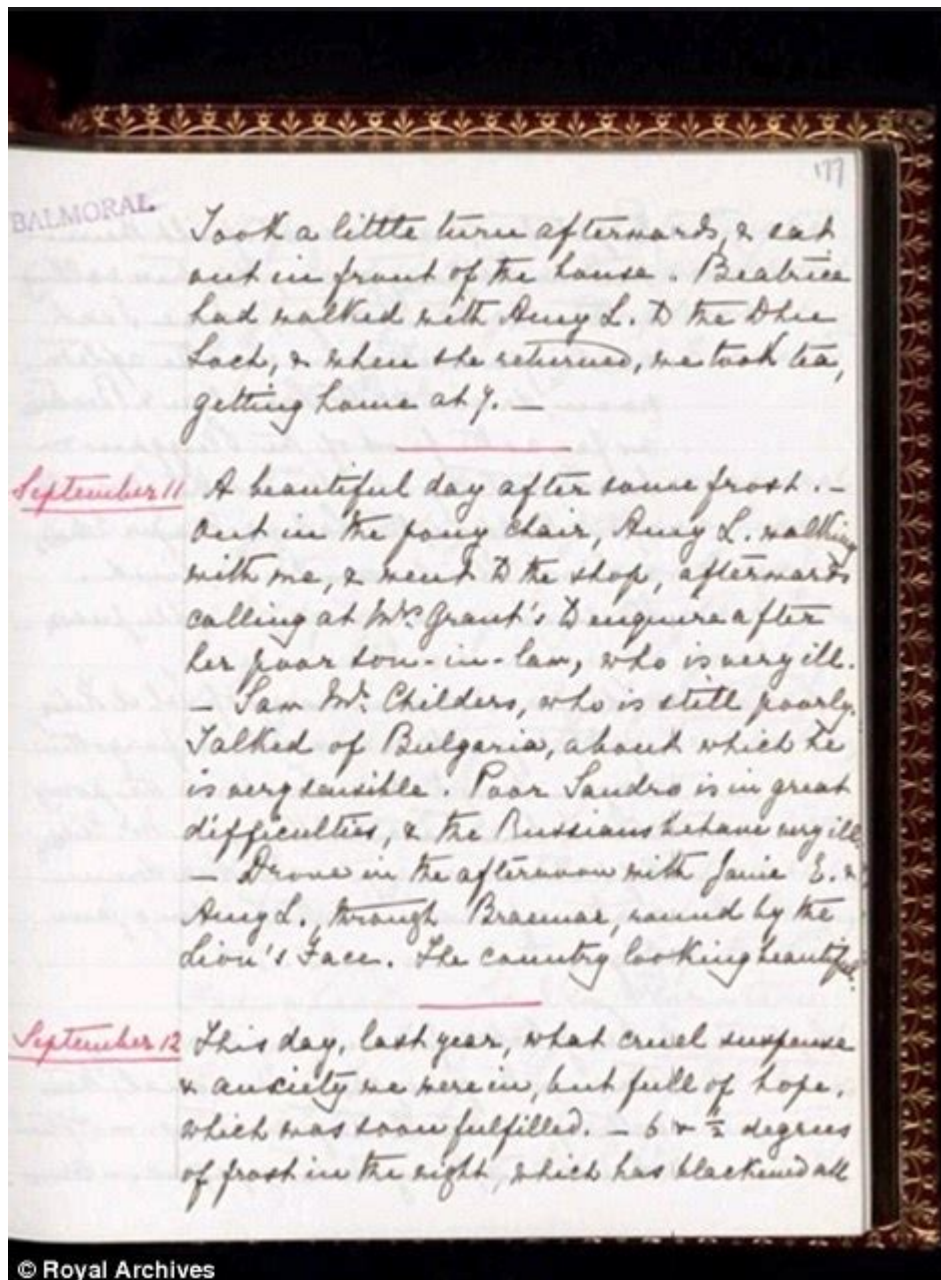 177
BALMORAL
Took a little turn afterwards, & sat
out in front of the house. Beatrice
had walked with Amy L. to the Dhu
Loch, & when she returned, we took tea,
getting home at 7. —
September 11 A beautiful day after some frost. —
Out in the pony chair, Amy L. walking
with me, & went to the shop, afterwards
calling at Mrs Grant's to enquire after
her poor son-in-law, who is very ill.
— Saw Mr Childers, who is still poorly.
Talked of Bulgaria, about which he
is very sensible. Poor Sandro is in great
difficulties, & the Russians behave very ill.
— Drove in the afternoon with Janie E. &
Amy L., through Braemar, round by the
Lion's Face. The country looking beautiful.
September 12 This day, last year, what cruel suspense
& anxiety we were in, but full of hope,
which was soon fulfilled. — 6 & ½ degrees
of frost in the night, which has blackened all
© Royal Archives